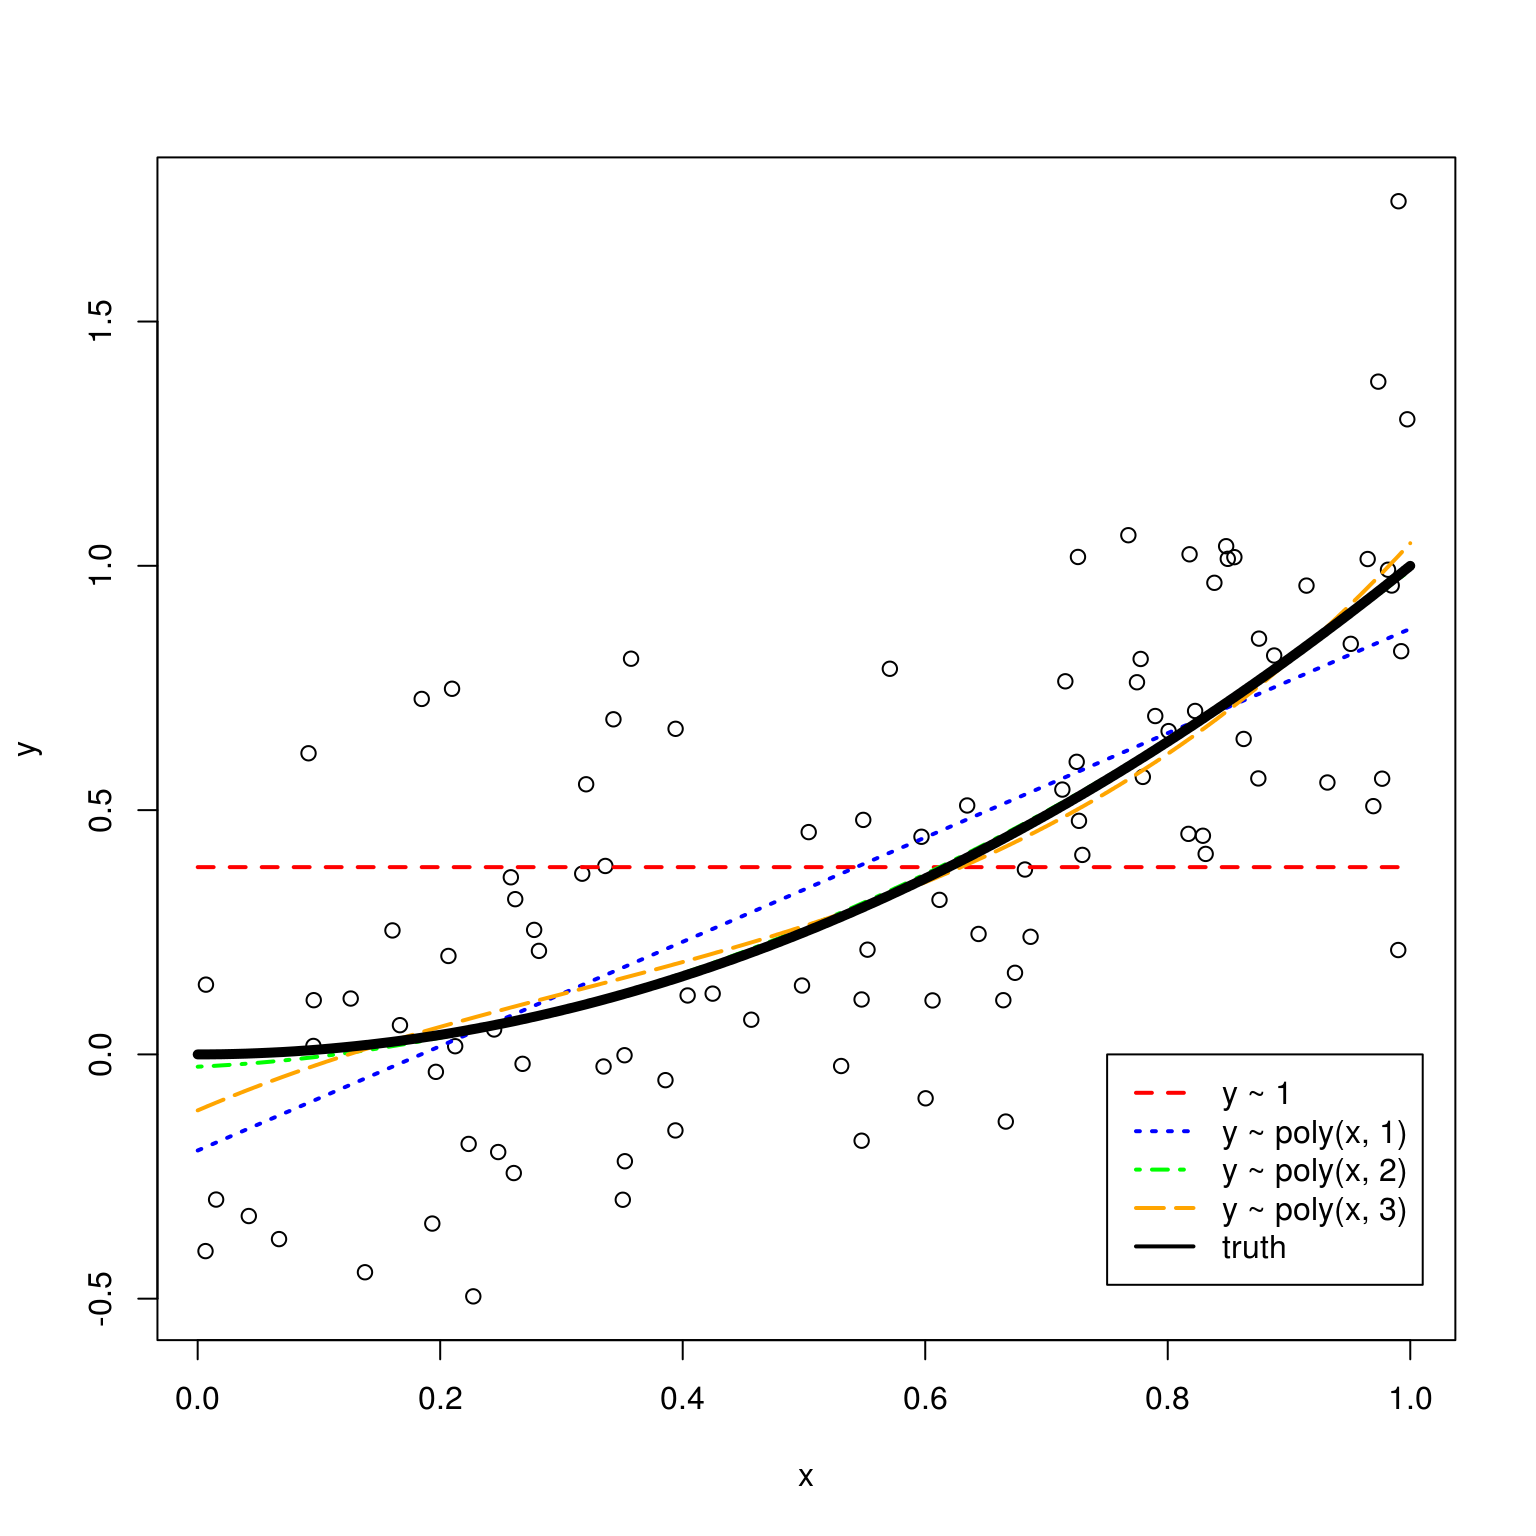 1.5
1.0
0.5
0.0
-0.5
y
0.0 0.2 0.4 0.6 0.8 1.0
x
y ~ 1
y ~ poly(x, 1)
y ~ poly(x, 2)
y ~ poly(x, 3)
truth